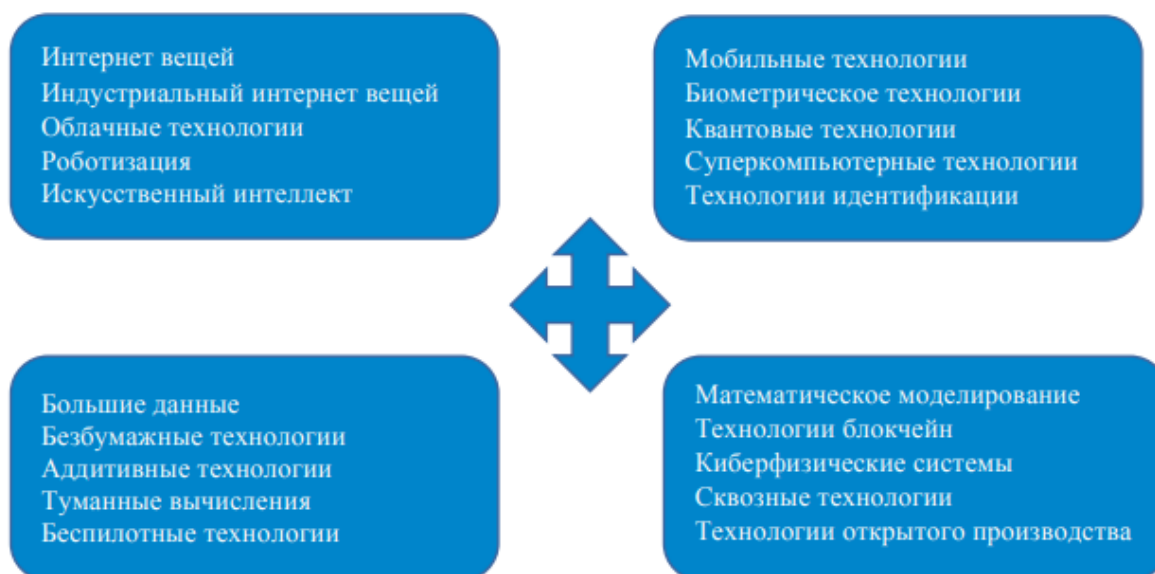 Интернет вещей
Индустриальный интернет вещей
Облачные технологии
Роботизация
Искусственный интеллект
Мобильные технологии
Биометрическое технологии
Квантовые технологии
Суперкомпьютерные технологии
Технологии идентификации
Большие данные
Безбумажные технологии
Аддитивные технологии
Туманные вычисления
Беспилотные технологии
Математическое моделирование
Технологии блокчейн
Киберфизические системы
Сквозные технологии
Технологии открытого производства